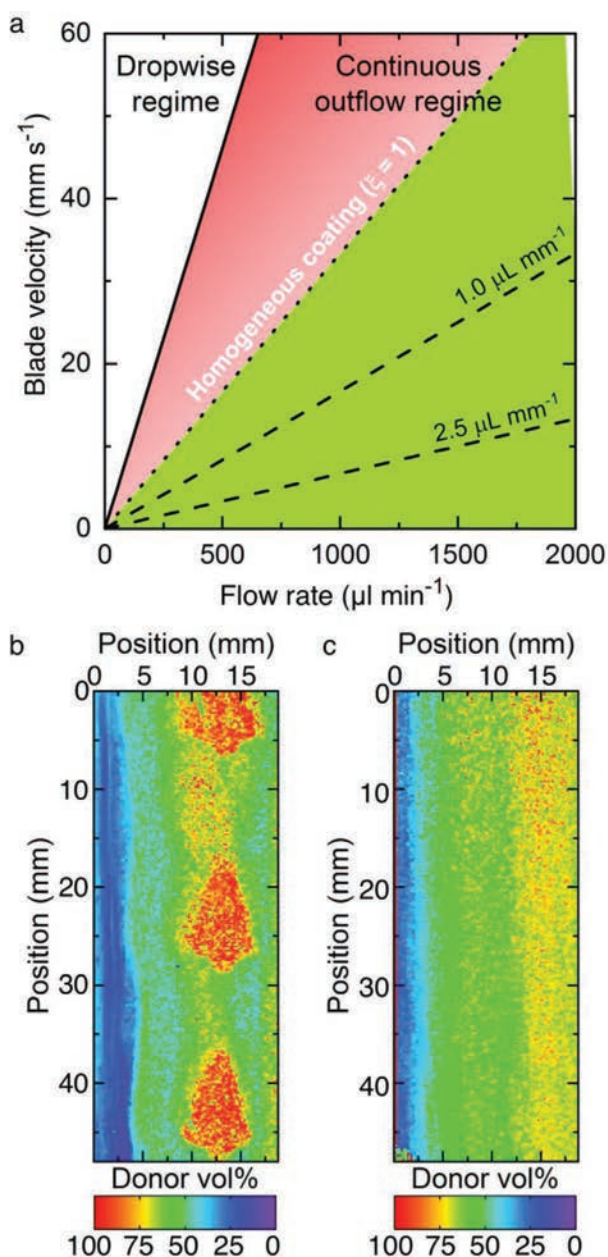 a
60
Dropwise
regime
Continuous
outflow regime
Homogeneous coating (ξ = 1)
1.0 μL mm⁻¹
2.5 μL mm⁻¹
40
20
0
Blade velocity (mm s⁻¹)
0 500 1000 1500 2000
Flow rate (μl min⁻¹)
b
Position (mm)
0 5 10 15
0
10
20
30
40
Position (mm)
Donor vol%
100 75 50 25 0
c
Position (mm)
0 5 10 15
0
10
20
30
40
Position (mm)
Donor vol%
100 75 50 25 0